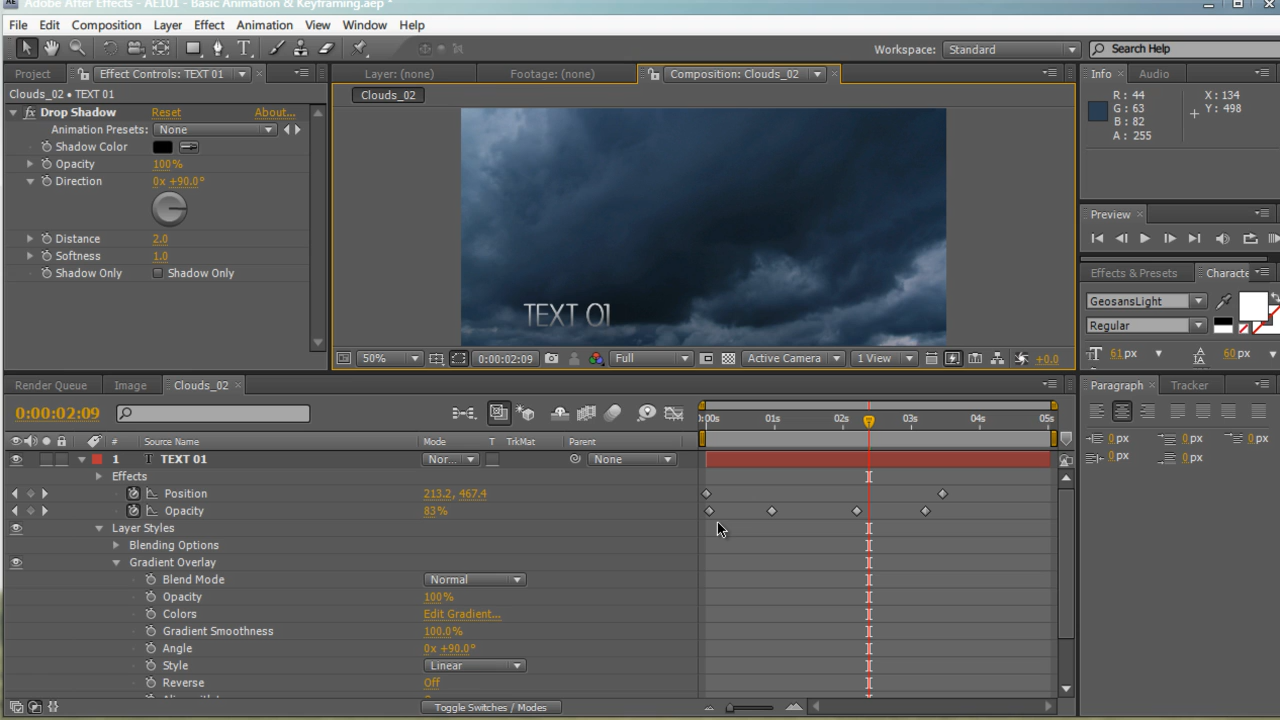 Adobe After Effects - AE101 - Basic Animation & Keyframing.aep *
File Edit Composition Layer Effect Animation View Window Help
Workspace: Standard Search Help
Project Effect Controls: TEXT 01
Layer: (none) Footage: (none) Composition: Clouds_02
Info Audio
Clouds_02 • TEXT 01
Clouds_02
R : 44
G : 63
B : 82
A : 255
X : 134
Y : 498
fx Drop Shadow Reset About...
Animation Presets: None
Shadow Color
Opacity 100%
Direction 0x +90.0°
Distance 2.0
Softness 1.0
Shadow Only Shadow Only
TEXT 01
50% 0:00:02:09 Full Active Camera 1 View +0.0
Preview
Effects & Presets Characte
GeosansLight
Regular
61 px 60 px
Render Queue Image Clouds_02
Paragraph Tracker
0:00:02:09
0:00s 01s 02s 03s 04s 05s
0 px 0 px 0 px
0 px 0 px
# Source Name Mode T TrkMat Parent
1 T TEXT 01 Nor... None
Effects
Position 213.2, 467.4
Opacity 83%
Layer Styles
Blending Options
Gradient Overlay
Blend Mode Normal
Opacity 100%
Colors Edit Gradient...
Gradient Smoothness 100.0%
Angle 0x +90.0°
Style Linear
Reverse Off
Toggle Switches / Modes